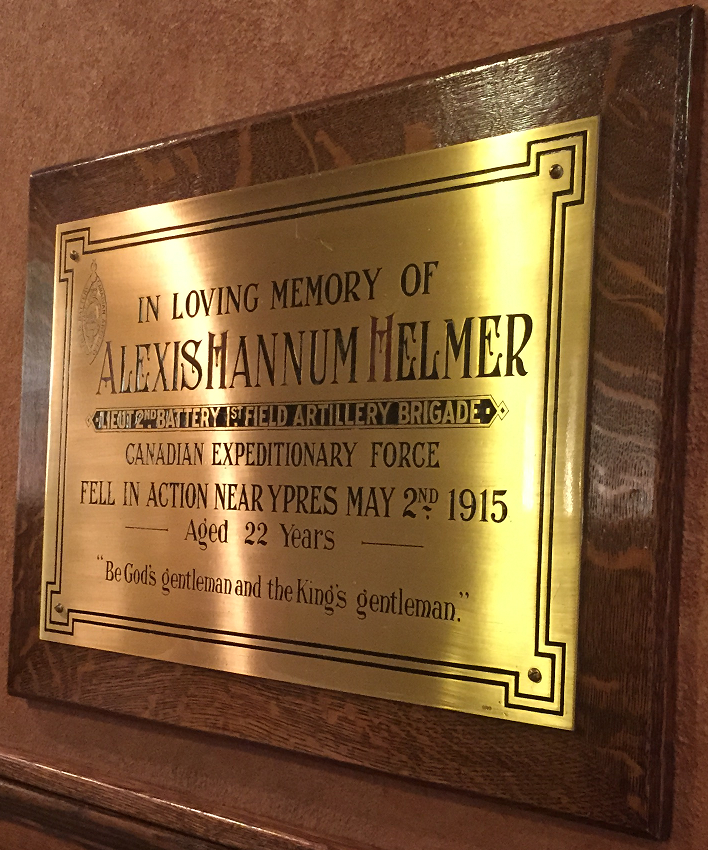 IN LOVING MEMORY OF
ALEXIS HANNUM HELMER
LIEUT 2ND BATTERY 1ST FIELD ARTILLERY BRIGADE
CANADIAN EXPEDITIONARY FORCE
FELL IN ACTION NEAR YPRES MAY 2ND 1915
Aged 22 Years
"Be God's gentleman and the King's gentleman."